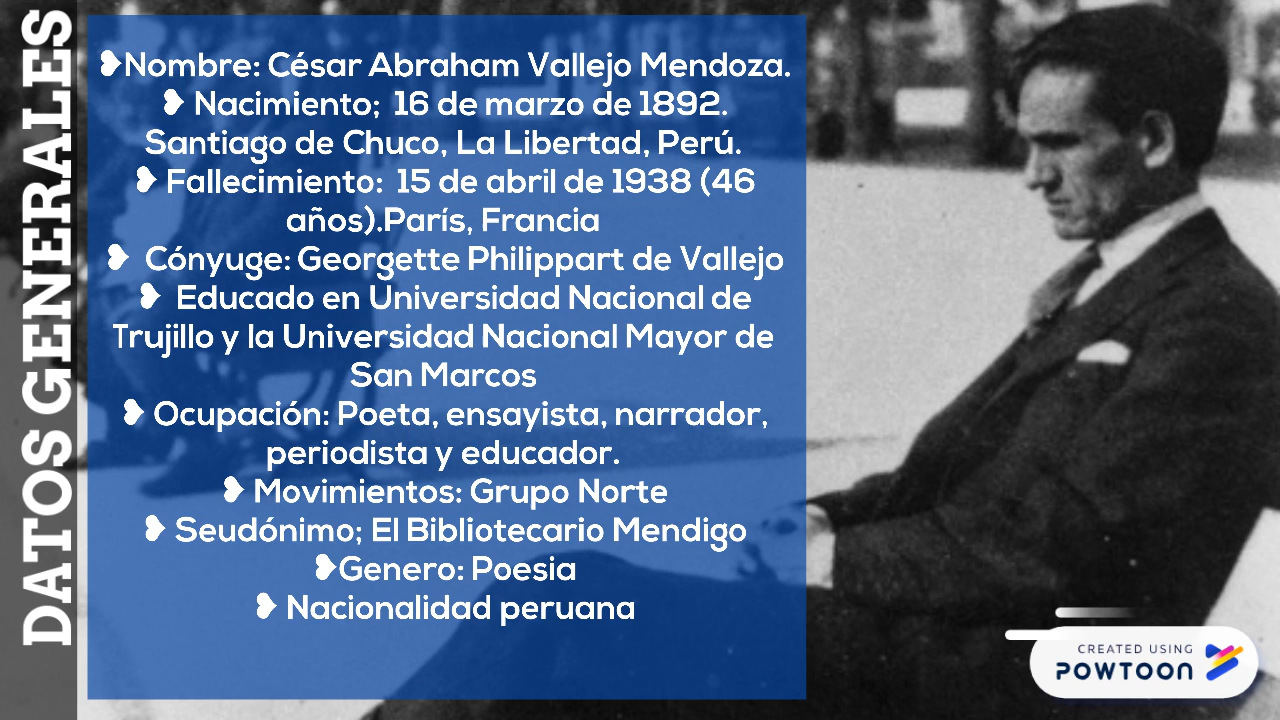 DATOS GENERALES
❥Nombre: César Abraham Vallejo Mendoza.
❥ Nacimiento; 16 de marzo de 1892.
Santiago de Chuco, La Libertad, Perú.
❥ Fallecimiento: 15 de abril de 1938 (46
años).París, Francia
❥ Cónyuge: Georgette Philippart de Vallejo
❥ Educado en Universidad Nacional de
Trujillo y la Universidad Nacional Mayor de
San Marcos
❥ Ocupación: Poeta, ensayista, narrador,
periodista y educador.
❥ Movimientos: Grupo Norte
❥ Seudónimo; El Bibliotecario Mendigo
❥Genero: Poesia
❥ Nacionalidad peruana
CREATED USING
POWTOON